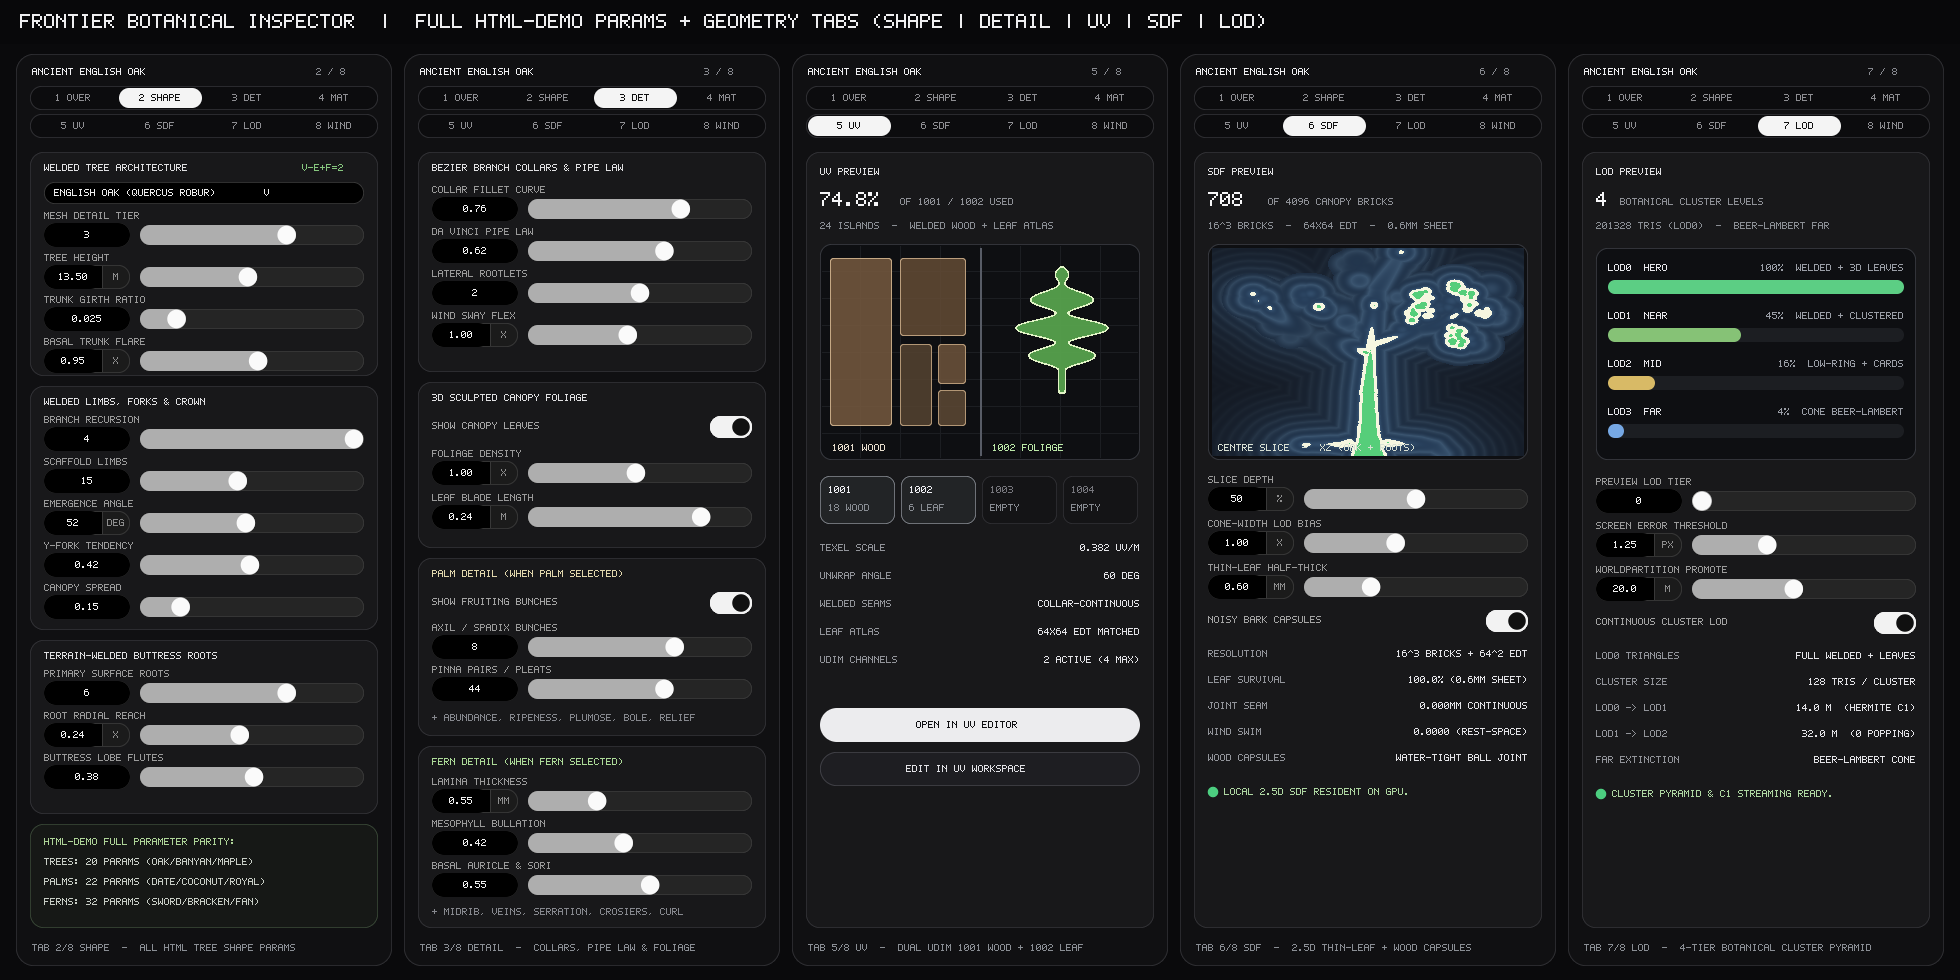 FRONTIER BOTANICAL INSPECTOR | FULL HTML-DEMO PARAMS + GEOMETRY TABS (SHAPE | DETAIL | UV | SDF | LOD)
ANCIENT ENGLISH OAK 2 / 8
1 OVER 2 SHAPE 3 DET 4 MAT
5 UV 6 SDF 7 LOD 8 WIND
WELDED TREE ARCHITECTURE V-E+F=2
ENGLISH OAK (QUERCUS ROBUR) V
MESH DETAIL TIER
3
TREE HEIGHT
13.50 M
TRUNK GIRTH RATIO
0.025
BASAL TRUNK FLARE
0.95 X
WELDED LIMBS, FORKS & CROWN
BRANCH RECURSION
4
SCAFFOLD LIMBS
15
EMERGENCE ANGLE
52 DEG
Y-FORK TENDENCY
0.42
CANOPY SPREAD
0.15
TERRAIN-WELDED BUTTRESS ROOTS
PRIMARY SURFACE ROOTS
6
ROOT RADIAL REACH
0.24 X
BUTTRESS LOBE FLUTES
0.38
HTML-DEMO FULL PARAMETER PARITY:
TREES: 20 PARAMS (OAK/BANYAN/MAPLE)
PALMS: 22 PARAMS (DATE/COCONUT/ROYAL)
FERNS: 32 PARAMS (SWORD/BRACKEN/FAN)
TAB 2/8 SHAPE - ALL HTML TREE SHAPE PARAMS
ANCIENT ENGLISH OAK 3 / 8
1 OVER 2 SHAPE 3 DET 4 MAT
5 UV 6 SDF 7 LOD 8 WIND
BEZIER BRANCH COLLARS & PIPE LAW
COLLAR FILLET CURVE
0.76
DA VINCI PIPE LAW
0.62
LATERAL ROOTLETS
2
WIND SWAY FLEX
1.00 X
3D SCULPTED CANOPY FOLIAGE
SHOW CANOPY LEAVES
FOLIAGE DENSITY
1.00 X
LEAF BLADE LENGTH
0.24 M
PALM DETAIL (WHEN PALM SELECTED)
SHOW FRUITING BUNCHES
AXIL / SPADIX BUNCHES
8
PINNA PAIRS / PLEATS
44
+ ABUNDANCE, RIPENESS, PLUMOSE, BOLE, RELIEF
FERN DETAIL (WHEN FERN SELECTED)
LAMINA THICKNESS
0.55 MM
MESOPHYLL BULLATION
0.42
BASAL AURICLE & SORI
0.55
+ MIDRIB, VEINS, SERRATION, CROSIERS, CURL
TAB 3/8 DETAIL - COLLARS, PIPE LAW & FOLIAGE
ANCIENT ENGLISH OAK 5 / 8
1 OVER 2 SHAPE 3 DET 4 MAT
5 UV 6 SDF 7 LOD 8 WIND
UV PREVIEW
74.8% OF 1001 / 1002 USED
24 ISLANDS - WELDED WOOD + LEAF ATLAS
1001 WOOD 1002 FOLIAGE
1001 1002 1003 1004
18 WOOD 6 LEAF EMPTY EMPTY
TEXEL SCALE 0.382 UV/M
UNWRAP ANGLE 60 DEG
WELDED SEAMS COLLAR-CONTINUOUS
LEAF ATLAS 64X64 EDT MATCHED
UDIM CHANNELS 2 ACTIVE (4 MAX)
OPEN IN UV EDITOR
EDIT IN UV WORKSPACE
TAB 5/8 UV - DUAL UDIM 1001 WOOD + 1002 LEAF
ANCIENT ENGLISH OAK 6 / 8
1 OVER 2 SHAPE 3 DET 4 MAT
5 UV 6 SDF 7 LOD 8 WIND
SDF PREVIEW
708 OF 4096 CANOPY BRICKS
16^3 BRICKS - 64X64 EDT - 0.6MM SHEET
CENTRE SLICE XZ (OAK + ROOTS)
SLICE DEPTH
50 %
CONE-WIDTH LOD BIAS
1.00 X
THIN-LEAF HALF-THICK
0.60 MM
NOISY BARK CAPSULES
RESOLUTION 16^3 BRICKS + 64^2 EDT
LEAF SURVIVAL 100.0% (0.6MM SHEET)
JOINT SEAM 0.000MM CONTINUOUS
WIND SWIM 0.0000 (REST-SPACE)
WOOD CAPSULES WATER-TIGHT BALL JOINT
LOCAL 2.5D SDF RESIDENT ON GPU.
TAB 6/8 SDF - 2.5D THIN-LEAF + WOOD CAPSULES
ANCIENT ENGLISH OAK 7 / 8
1 OVER 2 SHAPE 3 DET 4 MAT
5 UV 6 SDF 7 LOD 8 WIND
LOD PREVIEW
4 BOTANICAL CLUSTER LEVELS
201328 TRIS (LOD0) - BEER-LAMBERT FAR
LOD0 HERO 100% WELDED + 3D LEAVES
LOD1 NEAR 45% WELDED + CLUSTERED
LOD2 MID 16% LOW-RING + CARDS
LOD3 FAR 4% CONE BEER-LAMBERT
PREVIEW LOD TIER
0
SCREEN ERROR THRESHOLD
1.25 PX
WORLDPARTITION PROMOTE
20.0 M
CONTINUOUS CLUSTER LOD
LOD0 TRIANGLES FULL WELDED + LEAVES
CLUSTER SIZE 128 TRIS / CLUSTER
LOD0 -> LOD1 14.0 M (HERMITE C1)
LOD1 -> LOD2 32.0 M (0 POPPING)
FAR EXTINCTION BEER-LAMBERT CONE
CLUSTER PYRAMID & C1 STREAMING READY.
TAB 7/8 LOD - 4-TIER BOTANICAL CLUSTER PYRAMID